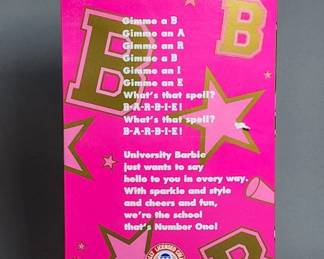 B
B
Gimme a B
Gimme an A
Gimme an R
Gimme a B
Gimme an I
Gimme an E
What's that spell?
B-A-R-B-I-E!
What's that spell?
B-A-R-B-I-E!
University Barbie
just wants to say
hello to you in every way.
With sparkle and style
and cheers and fun,
we're the school
that's Number One!
B